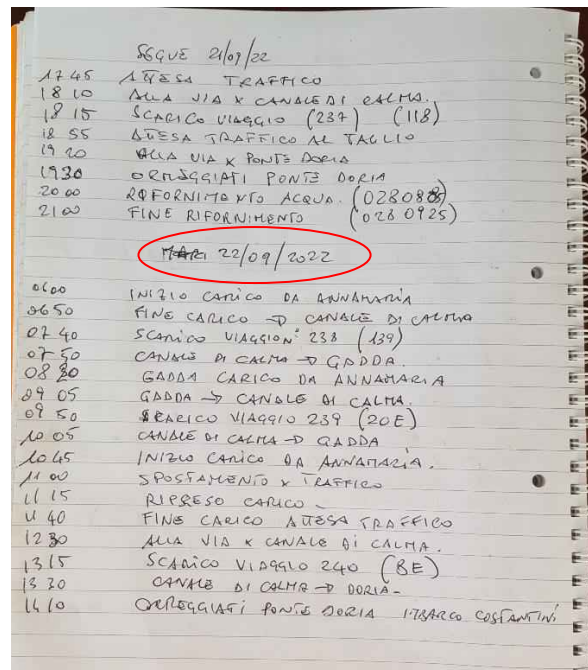 SEGUE 21/09/22
17 45 ATTESA TRAFFICO
18 10 ALLA VIA X CANALE DI CALMA.
18 15 SCARICO VIAGGIO (237) (118)
18 55 ATTESA TRAFFICO AL TAGLIO
19 20 ALLA VIA X PONTE DORIA
1930 ORMEGGIATI PONTE DORIA
20 00 RIFORNIMENTO ACQUA. (028088)
21 00 FINE RIFORNIMENTO (0280925)
22/09/2022
0600 INIZIO CARICO DA ANNAMARIA
0650 FINE CARICO → CANALE DI CALMA
07 40 SCARICO VIAGGION° 238 (139)
07 50 CANALE DI CALMA → GADDA.
08 30 GADDA CARICO DA ANNAMARIA
09 05 GADDA → CANALE DI CALMA.
09 50 SCARICO VIAGGIO 239 (20E)
10 05 CANALE DI CALMA → GADDA
10 45 INIZIO CARICO DA ANNAMARIA.
11 00 SPOSTAMENTO X TRAFFICO
11 15 RIPRESO CARICO -
11 40 FINE CARICO ATTESA TRAFFICO
12 30 ALLA VIA X CANALE DI CALMA.
13 15 SCARICO VIAGGIO 240 (8E)
13 30 CANALE DI CALMA → DORIA -
14 10 ORMEGGIATI PONTE DORIA IMBARCO COSTANTINI